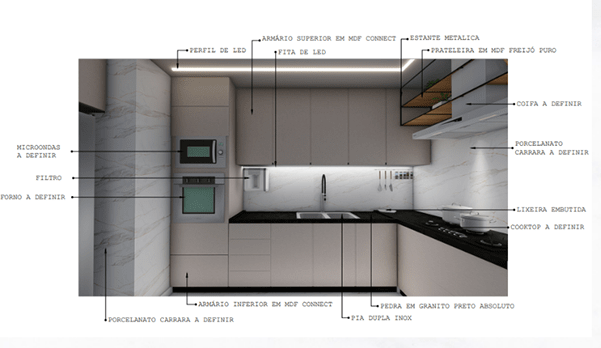 ARMÁRIO SUPERIOR EM MDF CONNECT
ESTANTE METALICA
PERFIL DE LED
FITA DE LED
PRATELEIRA EM MDF FREIJÓ PURO
COIFA A DEFINIR
MICROONDAS
A DEFINIR
PORCELANATO
CARRARA A DEFINIR
FILTRO
FORNO A DEFINIR
LIXEIRA EMBUTIDA
COOKTOP A DEFINIR
ARMÁRIO INFERIOR EM MDF CONNECT
PEDRA EM GRANITO PRETO ABSOLUTO
PORCELANATO CARRARA A DEFINIR
PIA DUPLA INOX